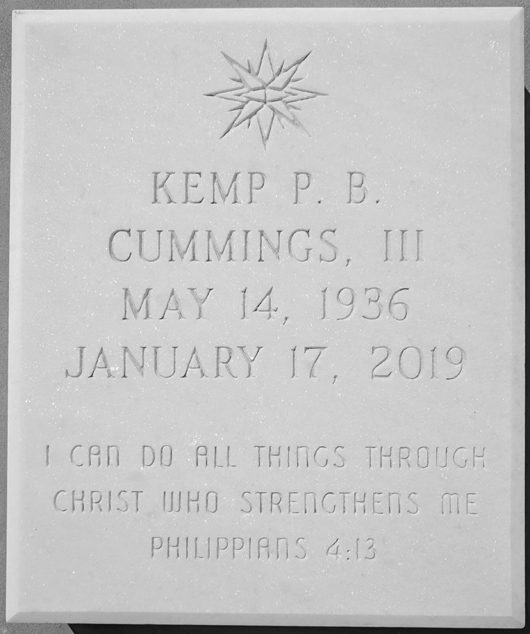 KEMP P. B.
CUMMINGS, III
MAY 14, 1936
JANUARY 17, 2019
I CAN DO ALL THINGS THROUGH
CHRIST WHO STRENGTHENS ME
PHILIPPIANS 4:13